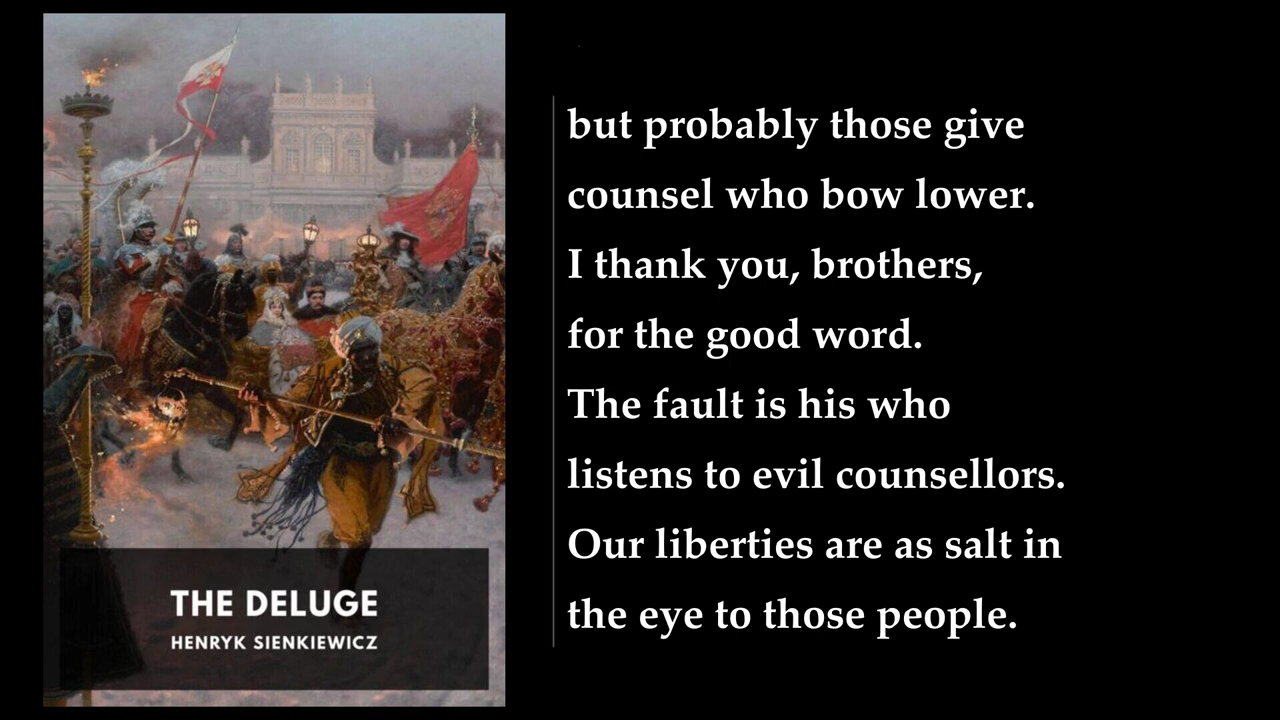 but probably those give
counsel who bow lower.
I thank you, brothers,
for the good word.
The fault is his who
listens to evil counsellors.
Our liberties are as salt in
the eye to those people.
THE DELUGE
HENRYK SIENKIEWICZ